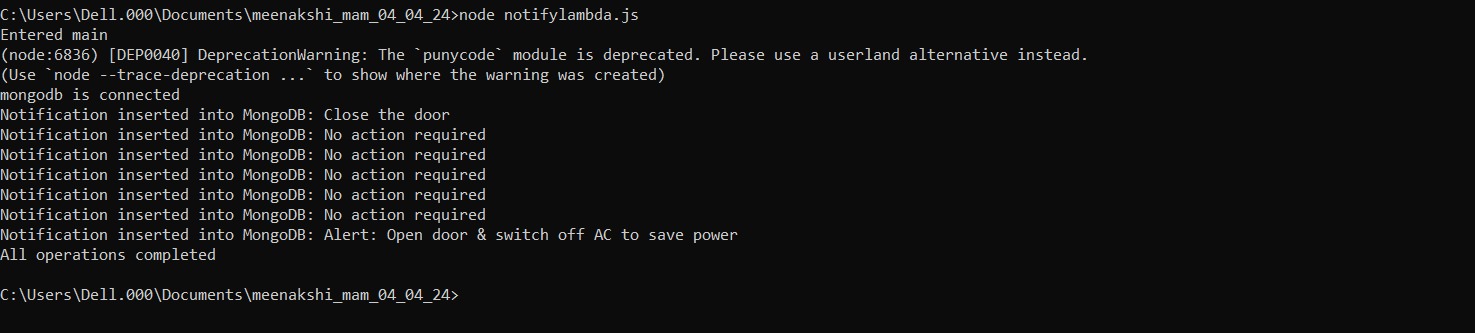 C:\Users\Dell.000\Documents\meenakshi_mam_04_04_24>node notifylambda.js
Entered main
(node:6836) [DEP0040] DeprecationWarning: The `punycode` module is deprecated. Please use a userland alternative instead.
(Use `node --trace-deprecation ...` to show where the warning was created)
mongodb is connected
Notification inserted into MongoDB: Close the door
Notification inserted into MongoDB: No action required
Notification inserted into MongoDB: No action required
Notification inserted into MongoDB: No action required
Notification inserted into MongoDB: No action required
Notification inserted into MongoDB: No action required
Notification inserted into MongoDB: Alert: Open door & switch off AC to save power
All operations completed
C:\Users\Dell.000\Documents\meenakshi_mam_04_04_24>